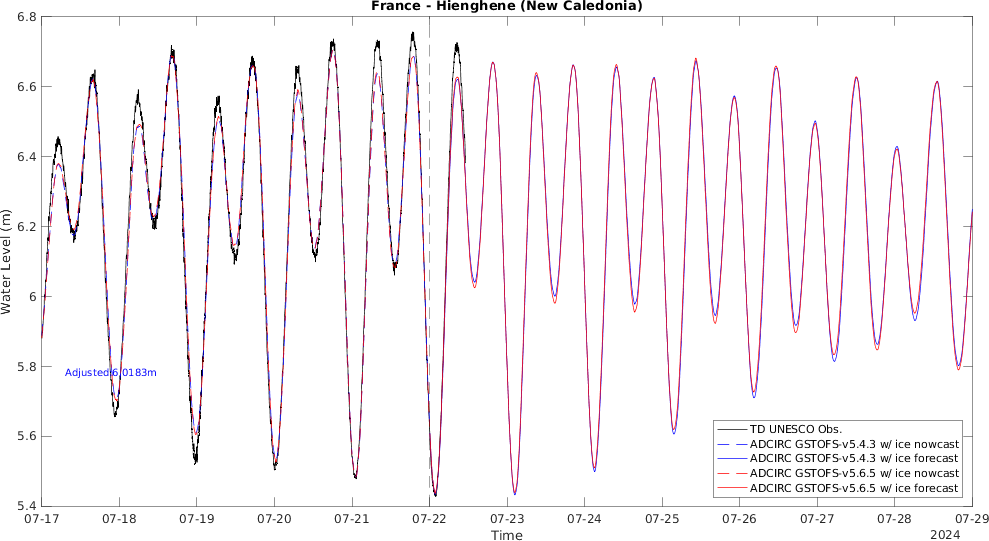 France - Hienghene (New Caledonia)
6.8
6.6
6.4
6.2
6
5.8
5.6
5.4
Water Level (m)
Adjusted 6.0183m
TD UNESCO Obs.
ADCIRC GSTOFS-v5.4.3 w/ ice nowcast
ADCIRC GSTOFS-v5.4.3 w/ ice forecast
ADCIRC GSTOFS-v5.6.5 w/ ice nowcast
ADCIRC GSTOFS-v5.6.5 w/ ice forecast
07-17 07-18 07-19 07-20 07-21 07-22 07-23 07-24 07-25 07-26 07-27 07-28 07-29
Time
2024